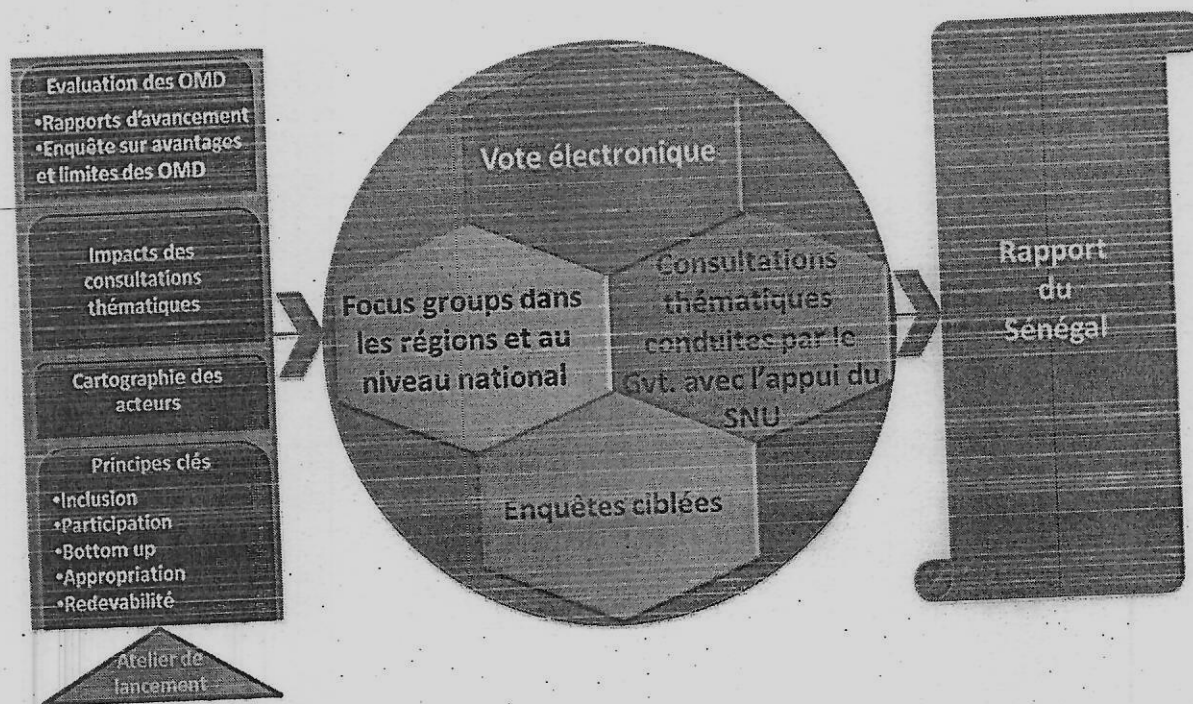 Evaluation des OMD
•Rapports d'avancement
•Enquête sur avantages
et limites des OMD
Impacts des
consultations
thématiques
Cartographie des
acteurs
Principes clés
•Inclusion
•Participation
•Bottom up
•Appropriation
•Redevabilité
Atelier de
lancement
Vote électronique
Focus groups dans
les régions et au
niveau national
Consultations
thématiques
conduites par le
Gvt. avec l'appui du
SNU
Enquêtes ciblées
Rapport
du
Sénégal